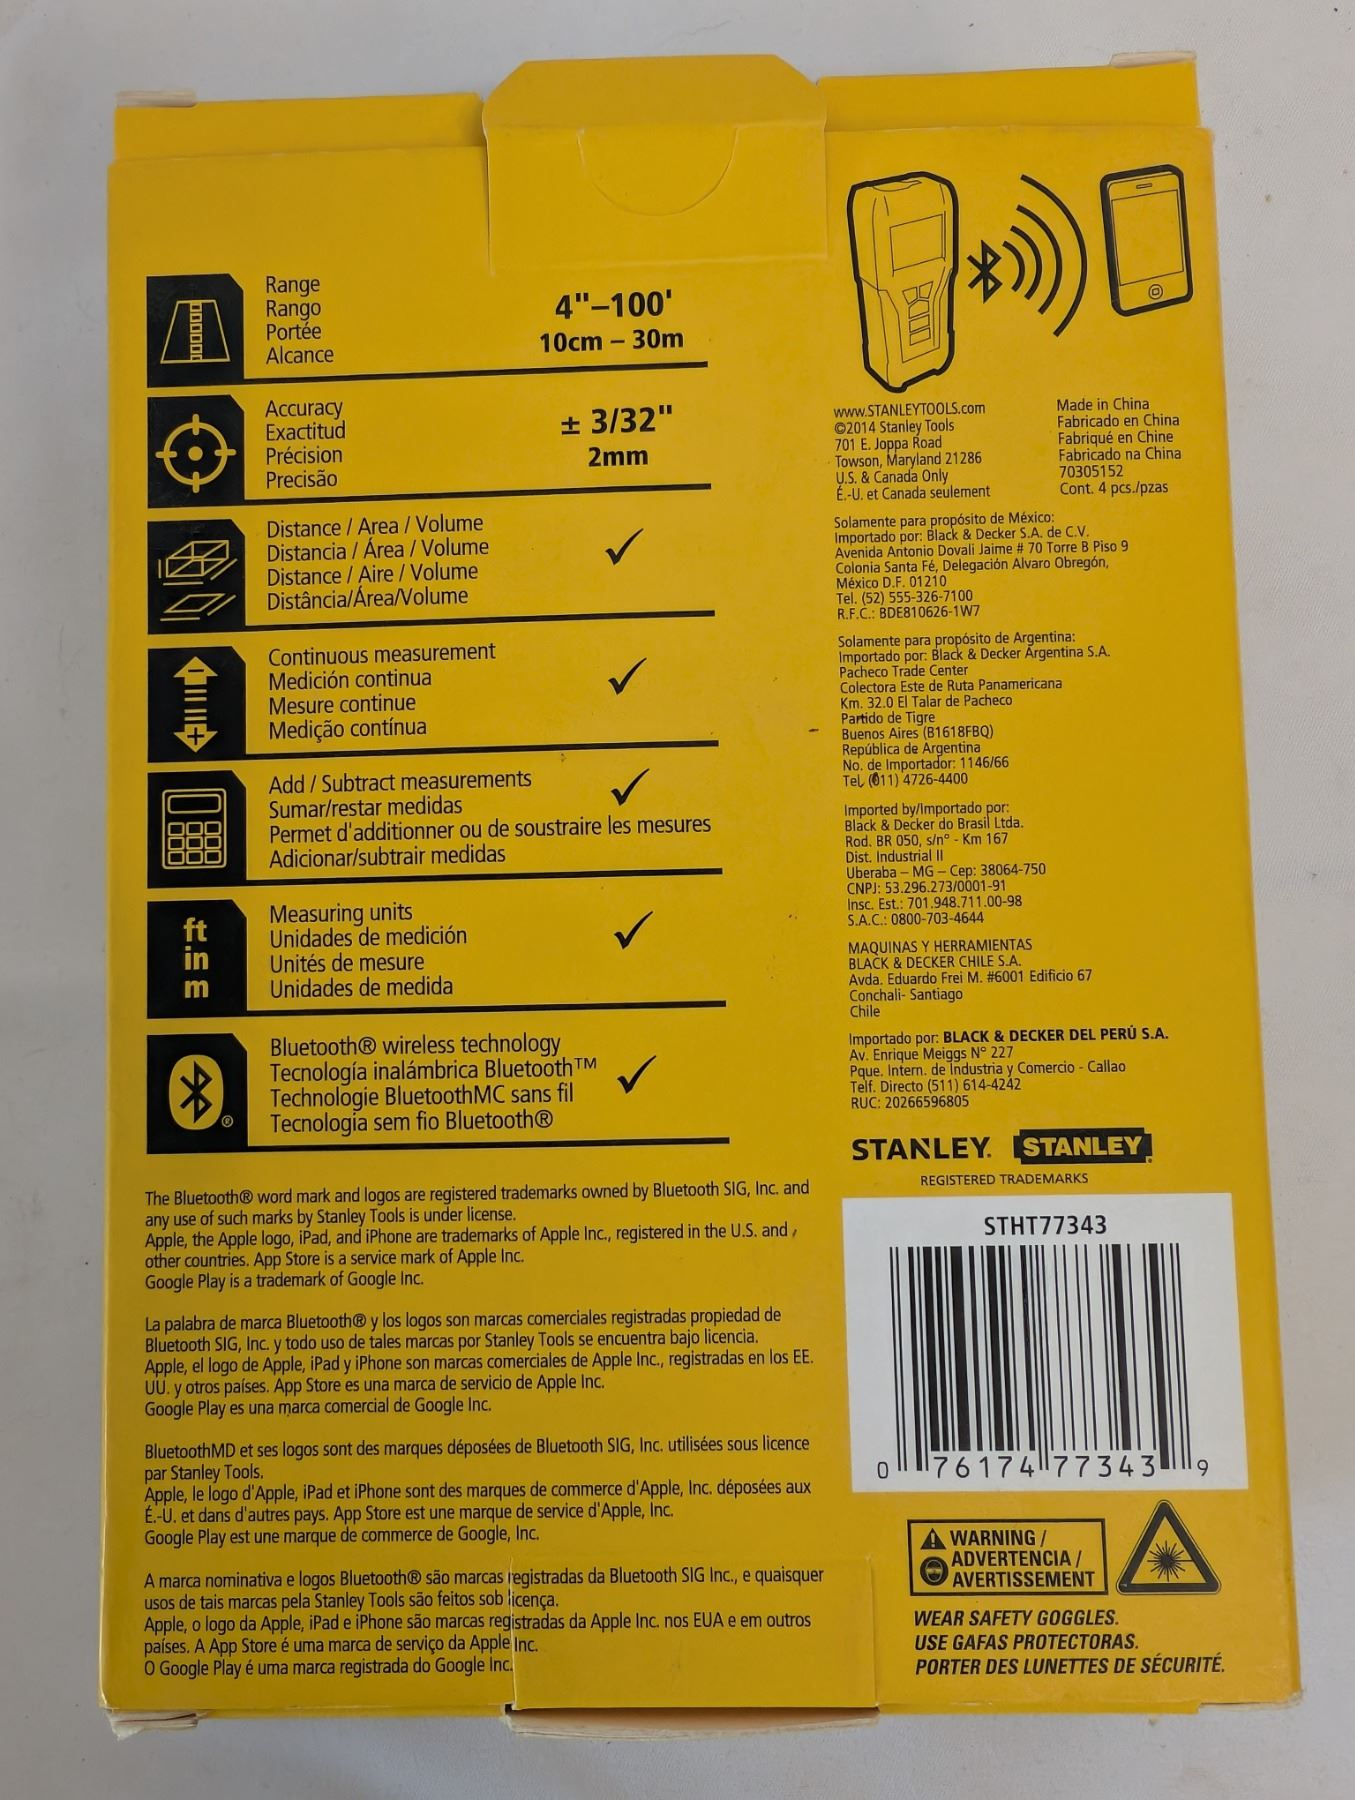 Range
Rango
Portée
Alcance
4"–100'
10cm – 30m
Accuracy
Exactitud
Précision
Precisão
± 3/32"
2mm
Distance / Area / Volume
Distancia / Área / Volume
Distance / Aire / Volume
Distância/Área/Volume
Continuous measurement
Medición continua
Mesure continue
Medição contínua
Add / Subtract measurements
Sumar/restar medidas
Permet d'additionner ou de soustraire les mesures
Adicionar/subtrair medidas
ft
in
m
Measuring units
Unidades de medición
Unités de mesure
Unidades de medida
®
Bluetooth® wireless technology
Tecnología inalámbrica Bluetooth™
Technologie BluetoothMC sans fil
Tecnologia sem fio Bluetooth®
The Bluetooth® word mark and logos are registered trademarks owned by Bluetooth SIG, Inc. and
any use of such marks by Stanley Tools is under license.
Apple, the Apple logo, iPad, and iPhone are trademarks of Apple Inc., registered in the U.S. and
other countries. App Store is a service mark of Apple Inc.
Google Play is a trademark of Google Inc.
La palabra de marca Bluetooth® y los logos son marcas comerciales registradas propiedad de
Bluetooth SIG, Inc. y todo uso de tales marcas por Stanley Tools se encuentra bajo licencia.
Apple, el logo de Apple, iPad y iPhone son marcas comerciales de Apple Inc., registradas en los EE.
UU. y otros países. App Store es una marca de servicio de Apple Inc.
Google Play es una marca comercial de Google Inc.
BluetoothMD et ses logos sont des marques déposées de Bluetooth SIG, Inc. utilisées sous licence
par Stanley Tools.
Apple, le logo d'Apple, iPad et iPhone sont des marques de commerce d'Apple, Inc. déposées aux
É.-U. et dans d'autres pays. App Store est une marque de service d'Apple, Inc.
Google Play est une marque de commerce de Google, Inc.
A marca nominativa e logos Bluetooth® são marcas registradas da Bluetooth SIG Inc., e quaisquer
usos de tais marcas pela Stanley Tools são feitos sob licença.
Apple, o logo da Apple, iPad e iPhone são marcas registradas da Apple Inc. nos EUA e em outros
países. A App Store é uma marca de serviço da Apple Inc.
O Google Play é uma marca registrada do Google Inc.
www.STANLEYTOOLS.com
©2014 Stanley Tools
701 E. Joppa Road
Towson, Maryland 21286
U.S. & Canada Only
É.-U. et Canada seulement
Made in China
Fabricado en China
Fabriqué en Chine
Fabricado na China
70305152
Cont. 4 pcs./pzas
Solamente para propósito de México:
Importado por: Black & Decker S.A. de C.V.
Avenida Antonio Dovali Jaime # 70 Torre B Piso 9
Colonia Santa Fé, Delegación Alvaro Obregón,
México D.F. 01210
Tel. (52) 555-326-7100
R.F.C.: BDE810626-1W7
Solamente para propósito de Argentina:
Importado por: Black & Decker Argentina S.A.
Pacheco Trade Center
Colectora Este de Ruta Panamericana
Km. 32.0 El Talar de Pacheco
Partido de Tigre
Buenos Aires (B1618FBQ)
República de Argentina
No. de Importador: 1146/66
Tel. (011) 4726-4400
Imported by/Importado por:
Black & Decker do Brasil Ltda.
Rod. BR 050, s/nº - Km 167
Dist. Industrial II
Uberaba – MG – Cep: 38064-750
CNPJ: 53.296.273/0001-91
Insc. Est.: 701.948.711.00-98
S.A.C.: 0800-703-4644
MAQUINAS Y HERRAMIENTAS
BLACK & DECKER CHILE S.A.
Avda. Eduardo Frei M. #6001 Edificio 67
Conchali- Santiago
Chile
Importado por: BLACK & DECKER DEL PERÚ S.A.
Av. Enrique Meiggs Nº 227
Pque. Intern. de Industria y Comercio - Callao
Telf. Directo (511) 614-4242
RUC: 20266596805
STANLEY. STANLEY
REGISTERED TRADEMARKS
STHT77343
0 76174 77343 9
WARNING /
ADVERTENCIA /
AVERTISSEMENT
WEAR SAFETY GOGGLES.
USE GAFAS PROTECTORAS.
PORTER DES LUNETTES DE SÉCURITÉ.